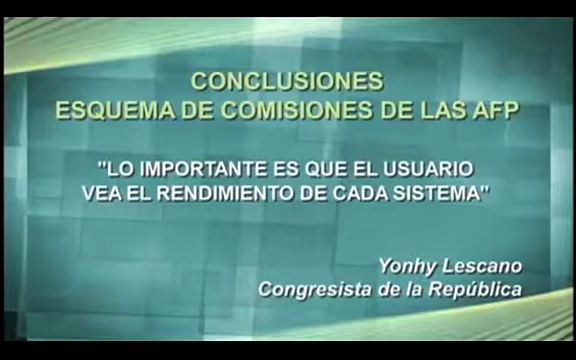 CONCLUSIONES
ESQUEMA DE COMISIONES DE LAS AFP
"LO IMPORTANTE ES QUE EL USUARIO
VEA EL RENDIMIENTO DE CADA SISTEMA"
Yonhy Lescano
Congresista de la República